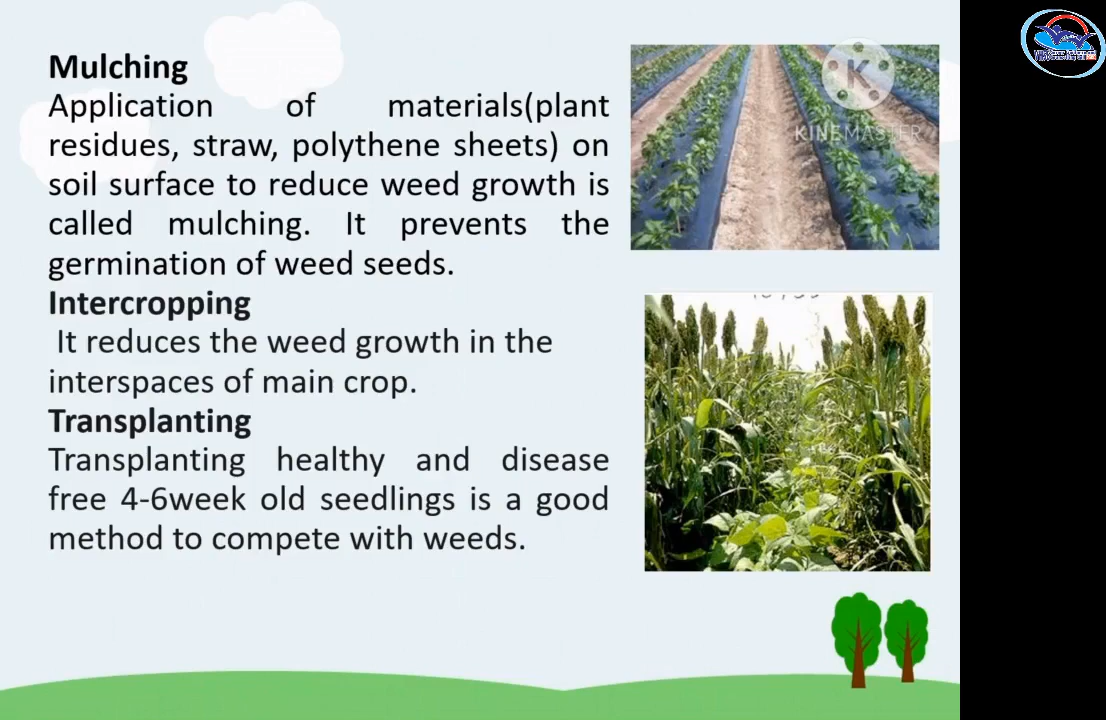 Mulching
Application of materials(plant
residues, straw, polythene sheets) on
soil surface to reduce weed growth is
called mulching. It prevents the
germination of weed seeds.
Intercropping
It reduces the weed growth in the
interspaces of main crop.
Transplanting
Transplanting healthy and disease
free 4-6week old seedlings is a good
method to compete with weeds.
K
KINEMASTER